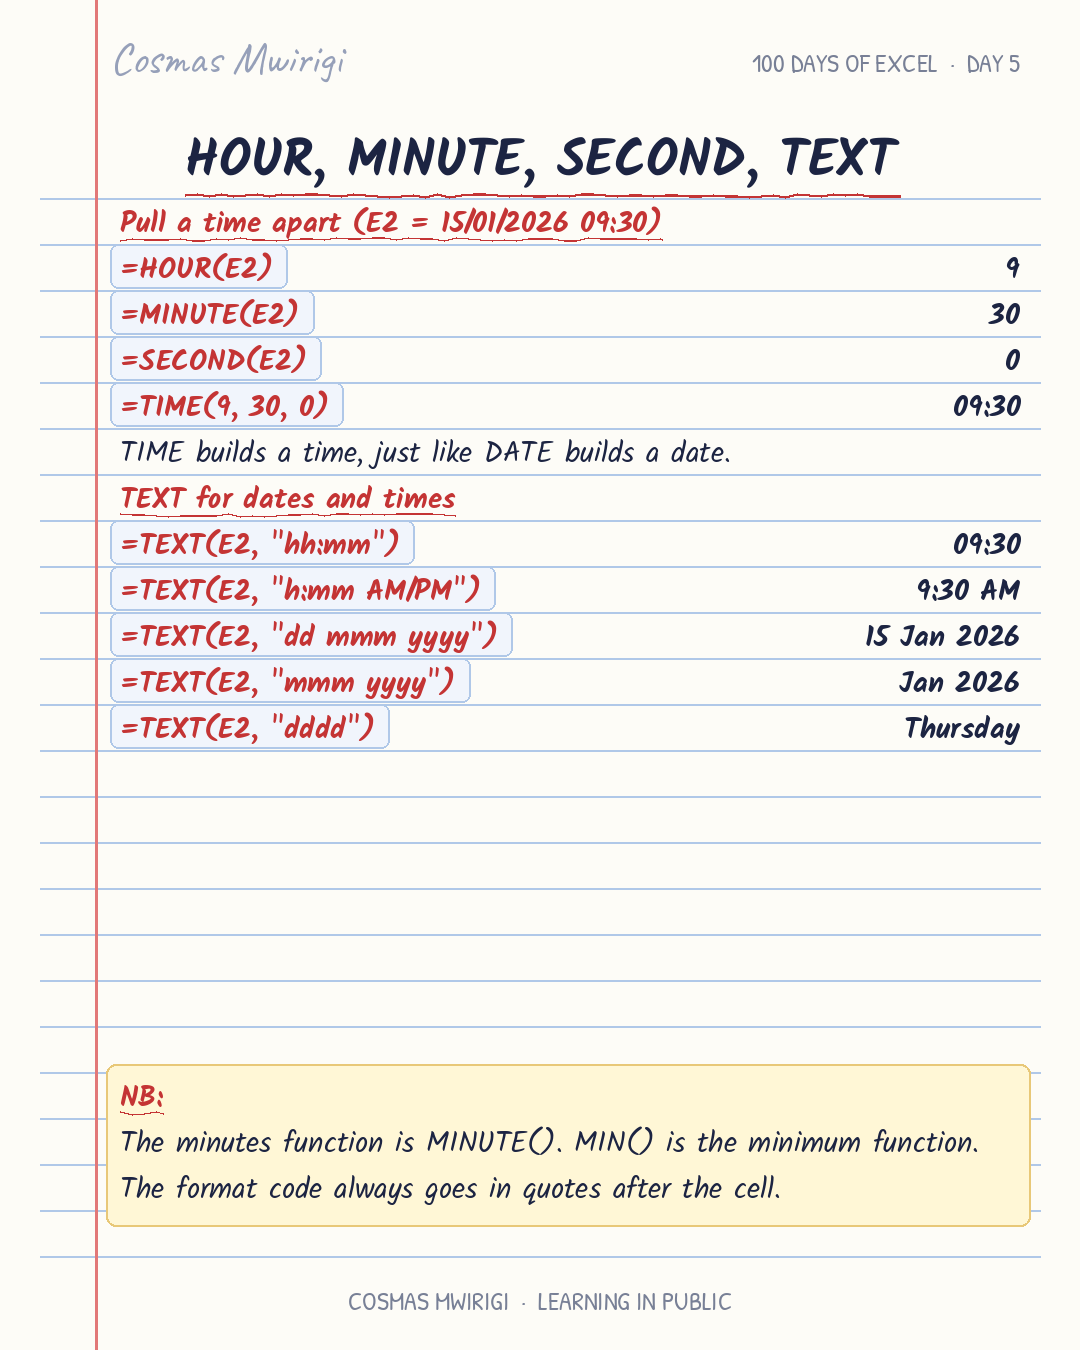 Cosmas Mwirigi
100 DAYS OF EXCEL · DAY 5
HOUR, MINUTE, SECOND, TEXT
Pull a time apart (E2 = 15/01/2026 09:30)
=HOUR(E2) 9
=MINUTE(E2) 30
=SECOND(E2) 0
=TIME(9, 30, 0) 09:30
TIME builds a time, just like DATE builds a date.
TEXT for dates and times
=TEXT(E2, "hh:mm") 09:30
=TEXT(E2, "h:mm AM/PM") 9:30 AM
=TEXT(E2, "dd mmm yyyy") 15 Jan 2026
=TEXT(E2, "mmm yyyy") Jan 2026
=TEXT(E2, "dddd") Thursday
NB:
The minutes function is MINUTE(). MIN() is the minimum function.
The format code always goes in quotes after the cell.
COSMAS MWIRIGI · LEARNING IN PUBLIC